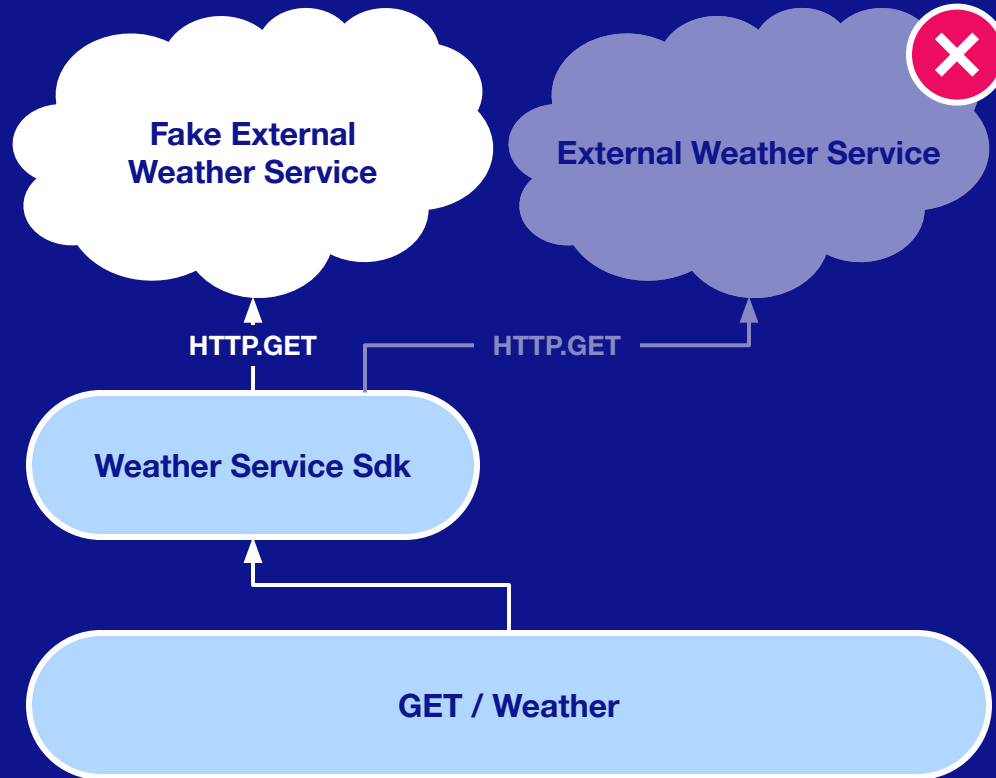 Fake External
Weather Service
External Weather Service
HTTP.GET
HTTP.GET
Weather Service Sdk
GET / Weather